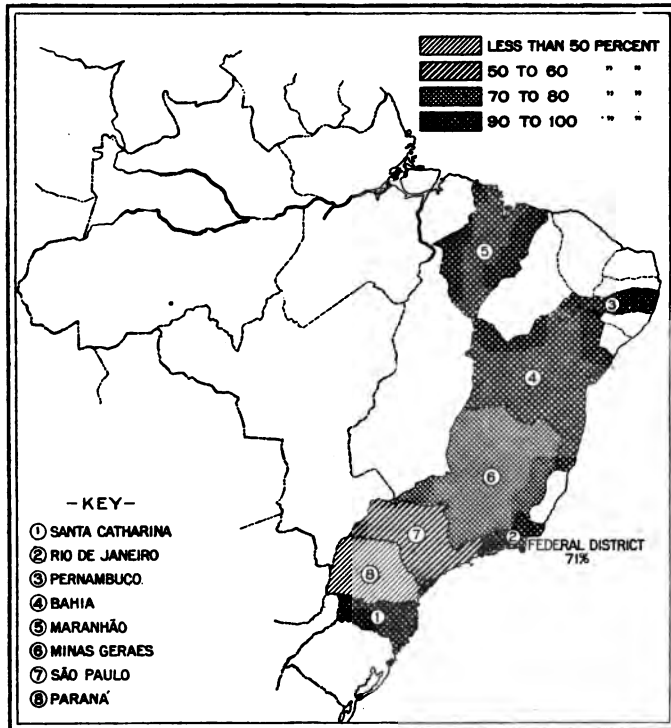 LESS THAN 50 PERCENT
50 TO 60 " "
70 TO 80 " "
90 TO 100 " "
5
3
4
6
7
2
FEDERAL DISTRICT
71%
8
1
-KEY-
1 SANTA CATHARINA
2 RIO DE JANEIRO
3 PERNAMBUCO.
4 BAHIA
5 MARANHÃO
6 MINAS GERAES
7 SÃO PAULO
8 PARANÁ